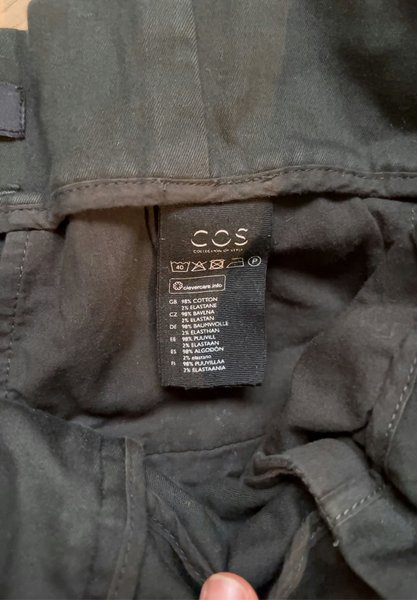 COS
COLLECTION OF STYLE
40 P
clevercare.info
GB 98% COTTON
2% ELASTANE
CZ 98% BAVLNA
2% ELASTAN
DE 98% BAUMWOLLE
2% ELASTHAN
EE 98% PUUVILL
2% ELASTAAN
ES 98% ALGODÓN
2% elastano
FI 98% PUUVILLAA
2% ELASTAANIA